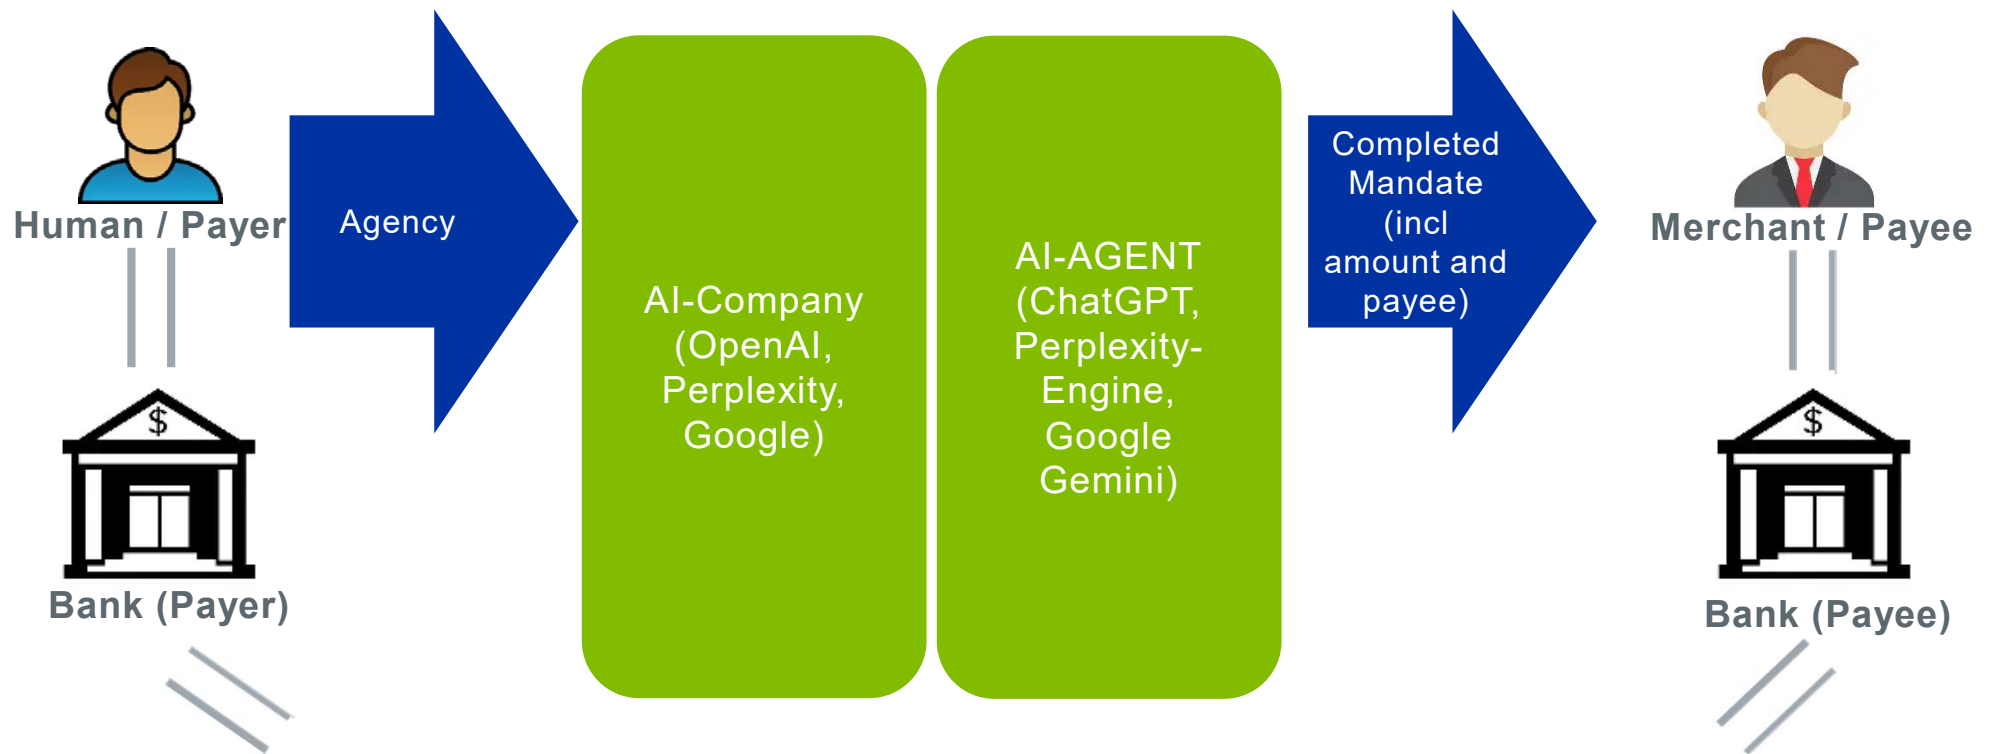 Human / Payer
$
Bank (Payer)
Agency
AI-Company
(OpenAI,
Perplexity,
Google)
AI-AGENT
(ChatGPT,
Perplexity-
Engine,
Google
Gemini)
Completed
Mandate
(incl
amount and
payee)
Merchant / Payee
$
Bank (Payee)